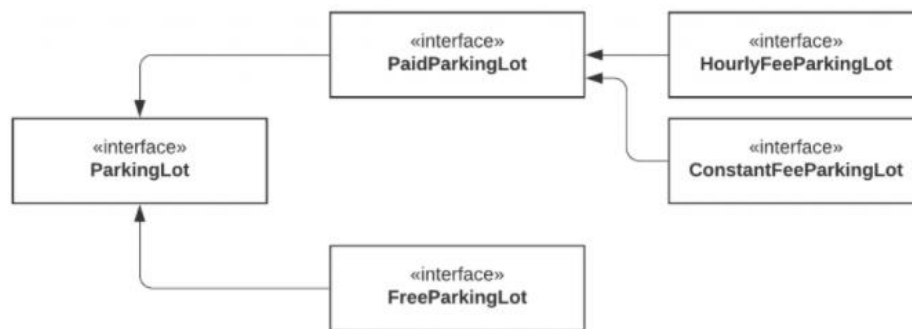 «interface»
PaidParkingLot
«interface»
HourlyFeeParkingLot
«interface»
ParkingLot
«interface»
ConstantFeeParkingLot
«interface»
FreeParkingLot